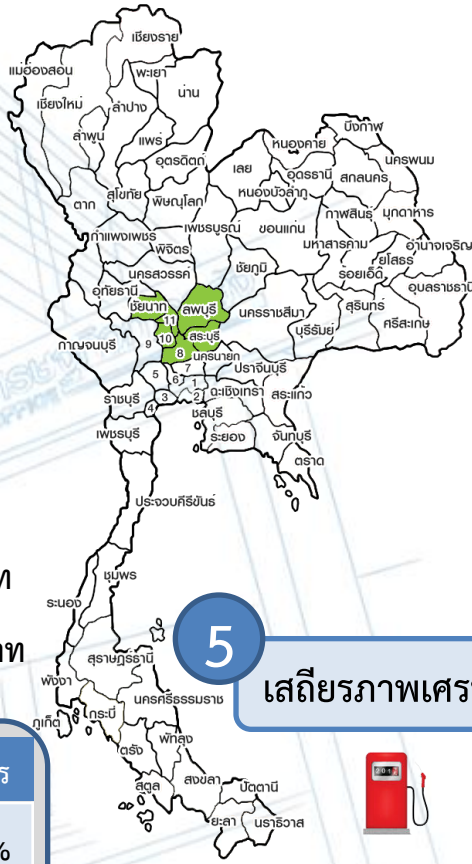 เชียงราย
แม่ฮ่องสอน
พะเยา
น่าน
เชียงใหม่
ลำปาง
ลำพูน
แพร่
อุตรดิตถ์
ตาก
สุโขทัย
พิษณุโลก
เลย
หนองคาย
บึงกาฬ
หนองบัวลำภู
อุดรธานี
สกลนคร
นครพนม
กำแพงเพชร
พิจิตร
เพชรบูรณ์
ขอนแก่น
กาฬสินธุ์
มุกดาหาร
มหาสารคาม
ร้อยเอ็ด
ยโสธร
อำนาจเจริญ
อุบลราชธานี
นครสวรรค์
ชัยภูมิ
อุทัยธานี
ชัยนาท
ลพบุรี
นครราชสีมา
บุรีรัมย์
สุรินทร์
ศรีสะเกษ
กาญจนบุรี
9
11
10
สระบุรี
8
นครนายก
ปราจีนบุรี
5
6
7
1
2
3
4
ฉะเชิงเทรา
สระแก้ว
ราชบุรี
ชลบุรี
เพชรบุรี
ระยอง
จันทบุรี
ตราด
ประจวบคีรีขันธ์
ชุมพร
ระนอง
สุราษฎร์ธานี
พังงา
นครศรีธรรมราช
ภูเก็ต
กระบี่
ตรัง
พัทลุง
สตูล
สงขลา
ปัตตานี
ยะลา
นราธิวาส
5
%